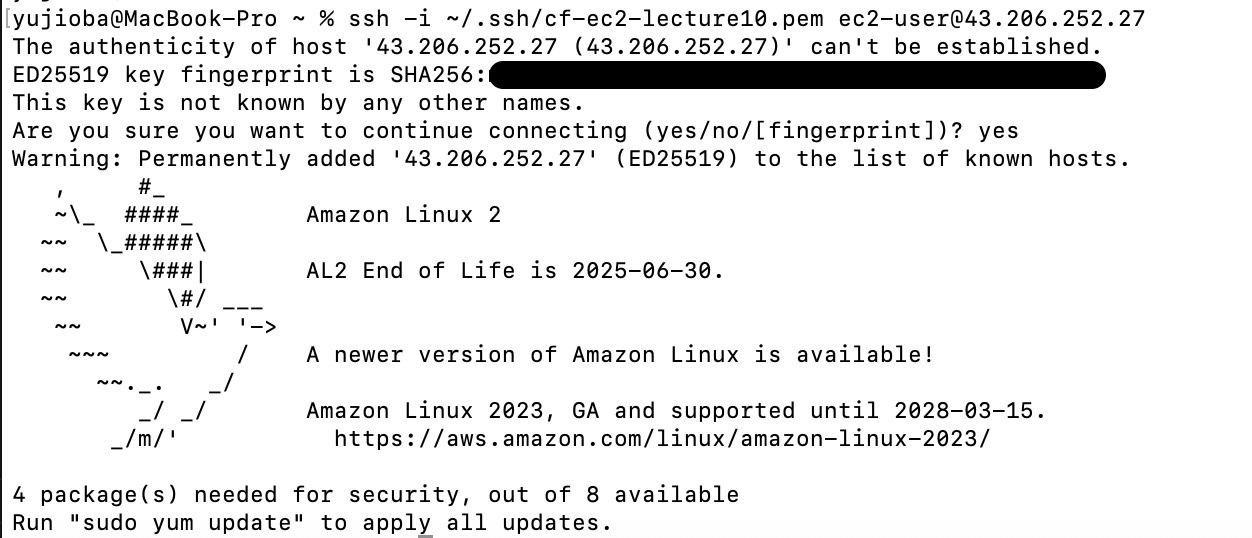 yujioba@MacBook-Pro ~ % ssh -i ~/.ssh/cf-ec2-lecture10.pem ec2-user@43.206.252.27
The authenticity of host '43.206.252.27 (43.206.252.27)' can't be established.
ED25519 key fingerprint is SHA256:
This key is not known by any other names.
Are you sure you want to continue connecting (yes/no/[fingerprint])? yes
Warning: Permanently added '43.206.252.27' (ED25519) to the list of known hosts.
   ,     #_
   ~\_  ####_        Amazon Linux 2
  ~~  \_#####\
  ~~     \###|       AL2 End of Life is 2025-06-30.
  ~~       \#/ ___
   ~~       V~' '->
    ~~~         /    A newer version of Amazon Linux is available!
      ~~._.   _/
         _/ _/       Amazon Linux 2023, GA and supported until 2028-03-15.
       _/m/'           https://aws.amazon.com/linux/amazon-linux-2023/
4 package(s) needed for security, out of 8 available
Run "sudo yum update" to apply all updates.